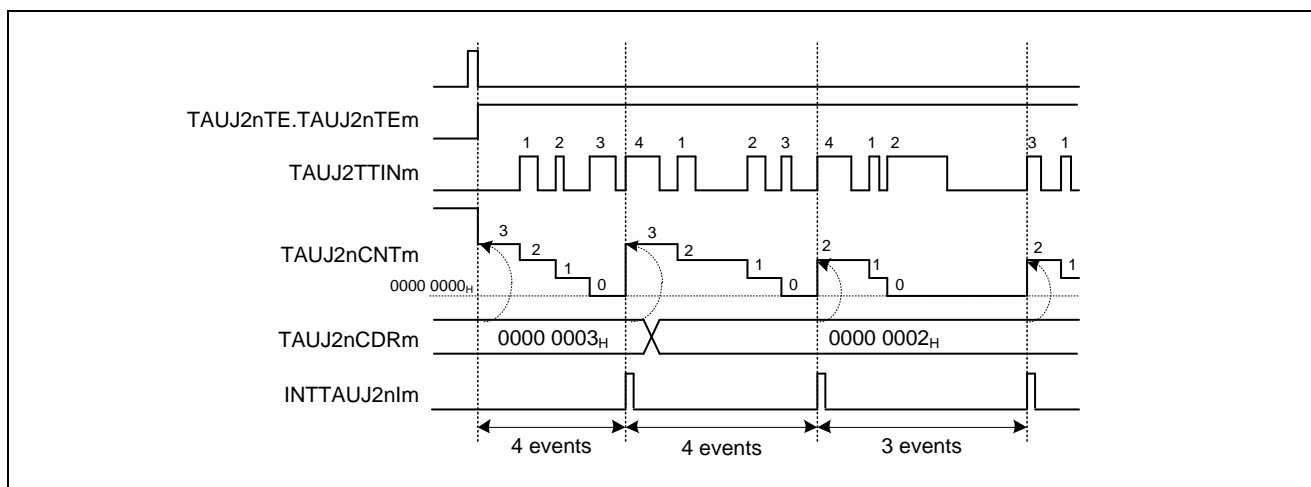 TAUJ2nTE.TAUJ2nTEm
1 2 3 4 1 2 3 4 1 2 3 1
TAUJ2TTINm
3 2 1 0 3 2 1 0 2 1 0 2 1
TAUJ2nCNTm
0000 0000H
TAUJ2nCDRm
0000 0003H 0000 0002H
INTTAUJ2nIm
4 events 4 events 3 events